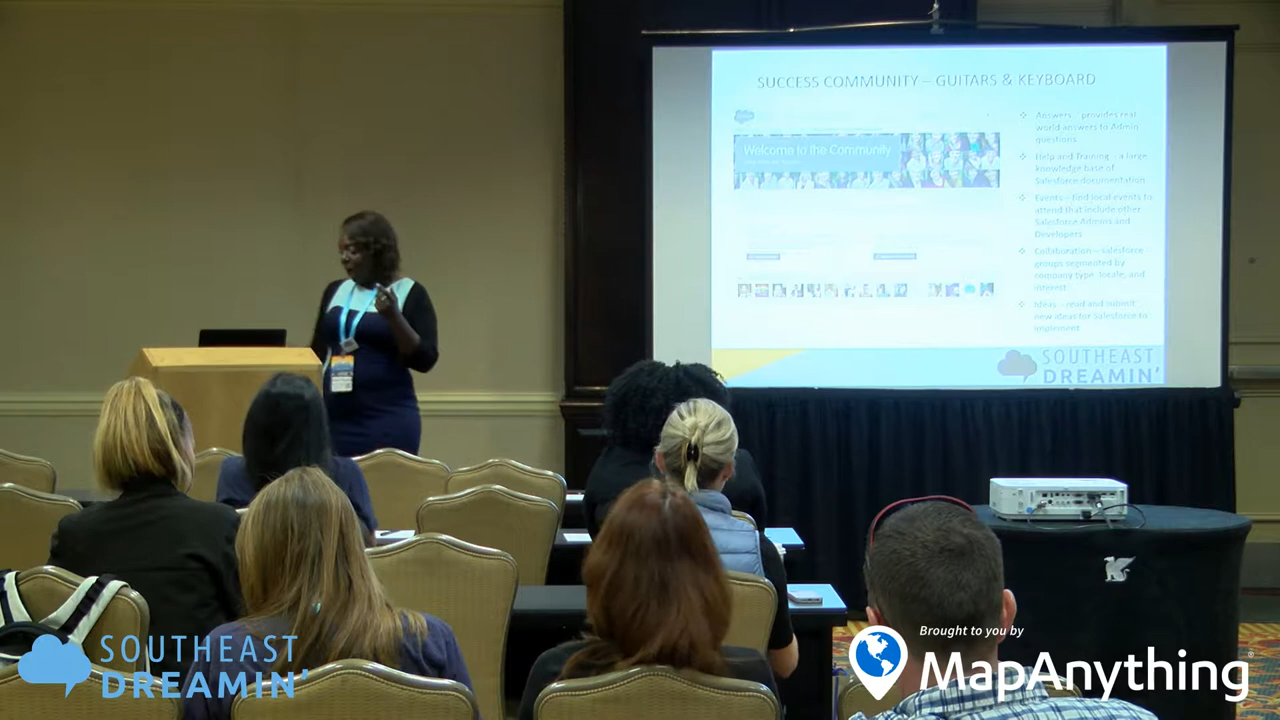 SUCCESS COMMUNITY – GUITARS & KEYBOARD
Welcome to the Community
Answers – provides real
world answers to Admin
questions
Help and Training – a large
knowledge base of
Salesforce documentation
Events – find local events to
attend that include other
Salesforce Admins and
Developers
Collaboration – salesforce
groups segmented by
company type, locale, and
interest
Ideas – read and submit
new ideas for Salesforce to
implement
SOUTHEAST
DREAMIN'
SOUTHEAST
DREAMIN'
Brought to you by
MapAnything